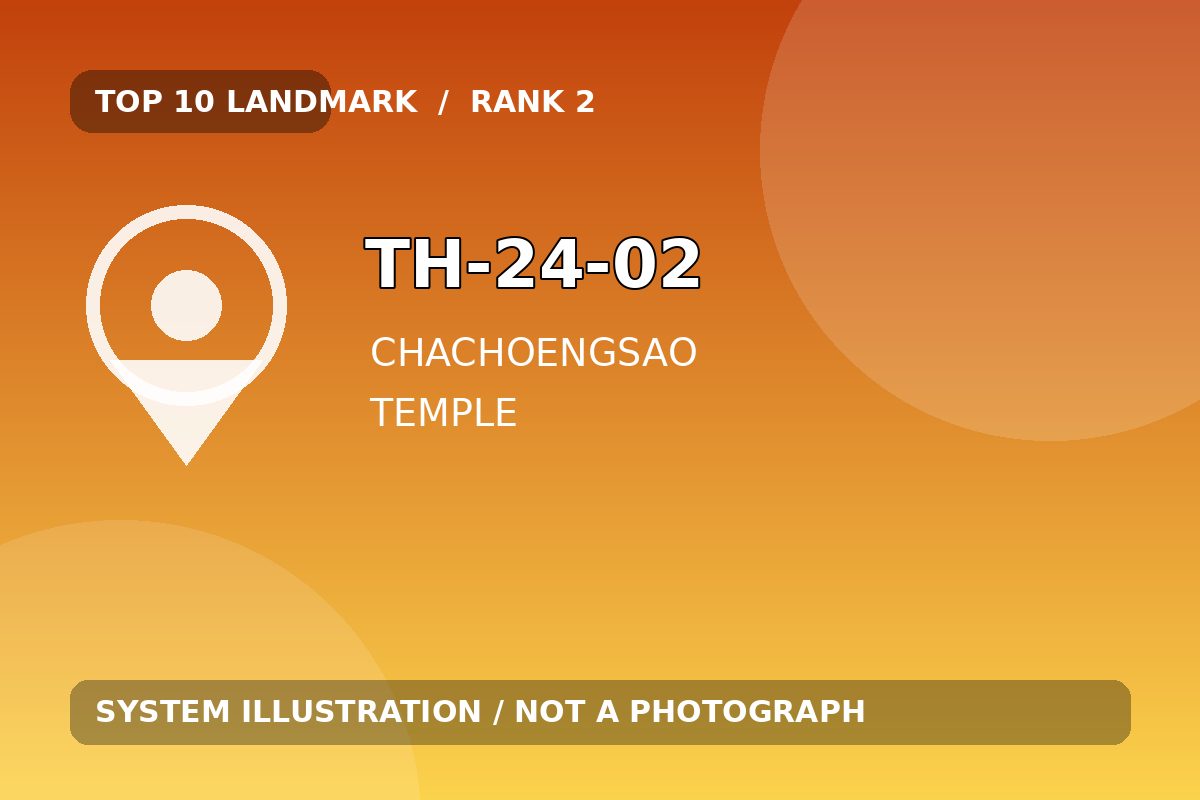 TOP 10 LANDMARK / RANK 2
TH-24-02
CHACHOENGSAO
TEMPLE
SYSTEM ILLUSTRATION / NOT A PHOTOGRAPH